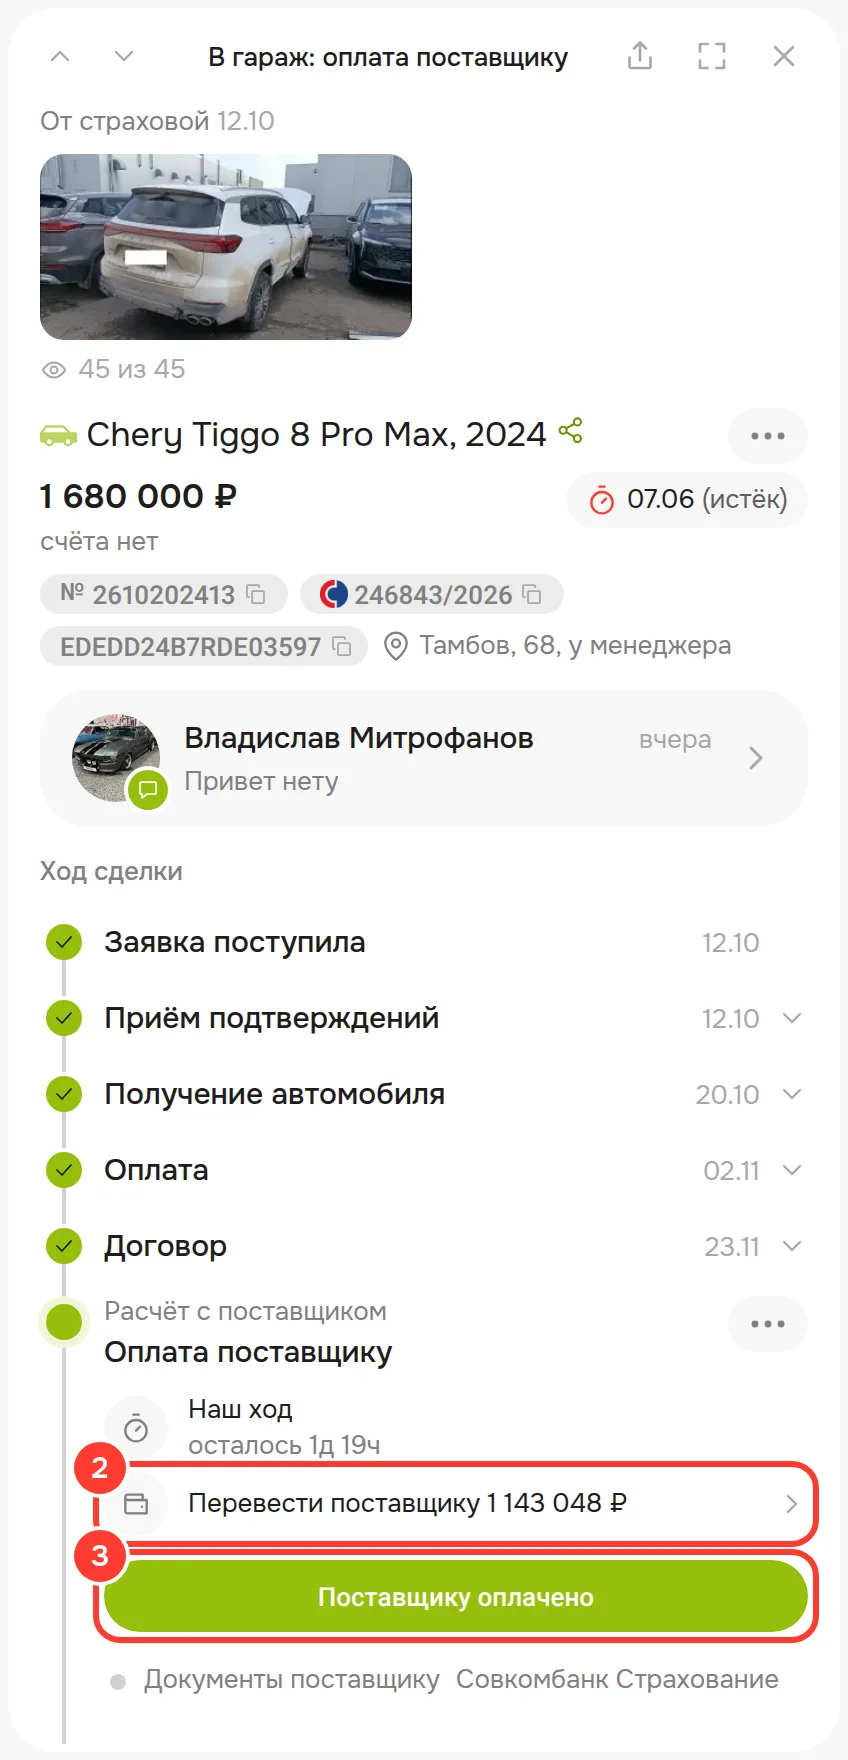 В гараж: оплата поставщику
От страховой 12.10
45 из 45
Chery Tiggo 8 Pro Max, 2024
1 680 000 ₽
07.06 (истёк)
счёта нет
№ 2610202413
246843/2026
EDEDD24B7RDE03597
Тамбов, 68, у менеджера
Владислав Митрофанов
вчера
Привет нету
Ход сделки
Заявка поступила 12.10
Приём подтверждений 12.10
Получение автомобиля 20.10
Оплата 02.11
Договор 23.11
Расчёт с поставщиком
Оплата поставщику
Наш ход
осталось 1д 19ч
2
Перевести поставщику 1 143 048 ₽
3
Поставщику оплачено
Документы поставщику Совкомбанк Страхование